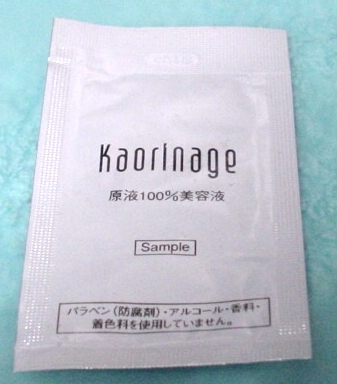 Kaorinage
原液100%美容液
Sample
パラベン(防腐剤)・アルコール・香料・
着色料を使用していません。